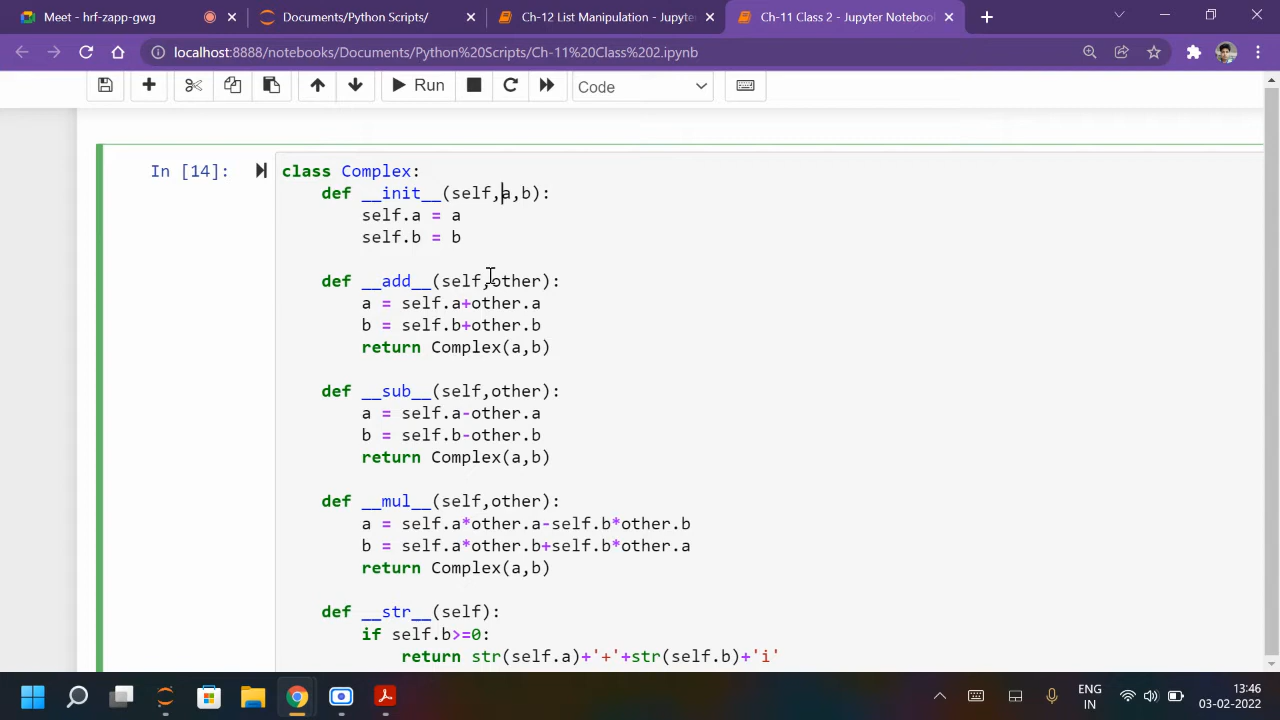 Meet - hrf-zapp-gwg
Documents/Python Scripts/
Ch-12 List Manipulation - Jupyter
Ch-11 Class 2 - Jupyter Notebook
localhost:8888/notebooks/Documents/Python%20Scripts/Ch-11%20Class%202.ipynb
Run
Code
In [14]:
class Complex:
    def __init__(self,a,b):
        self.a = a
        self.b = b
    def __add__(self,other):
        a = self.a+other.a
        b = self.b+other.b
        return Complex(a,b)
    def __sub__(self,other):
        a = self.a-other.a
        b = self.b-other.b
        return Complex(a,b)
    def __mul__(self,other):
        a = self.a*other.a-self.b*other.b
        b = self.a*other.b+self.b*other.a
        return Complex(a,b)
    def __str__(self):
        if self.b>=0:
            return str(self.a)+'+'+str(self.b)+'i'
ENG
IN
13:46
03-02-2022